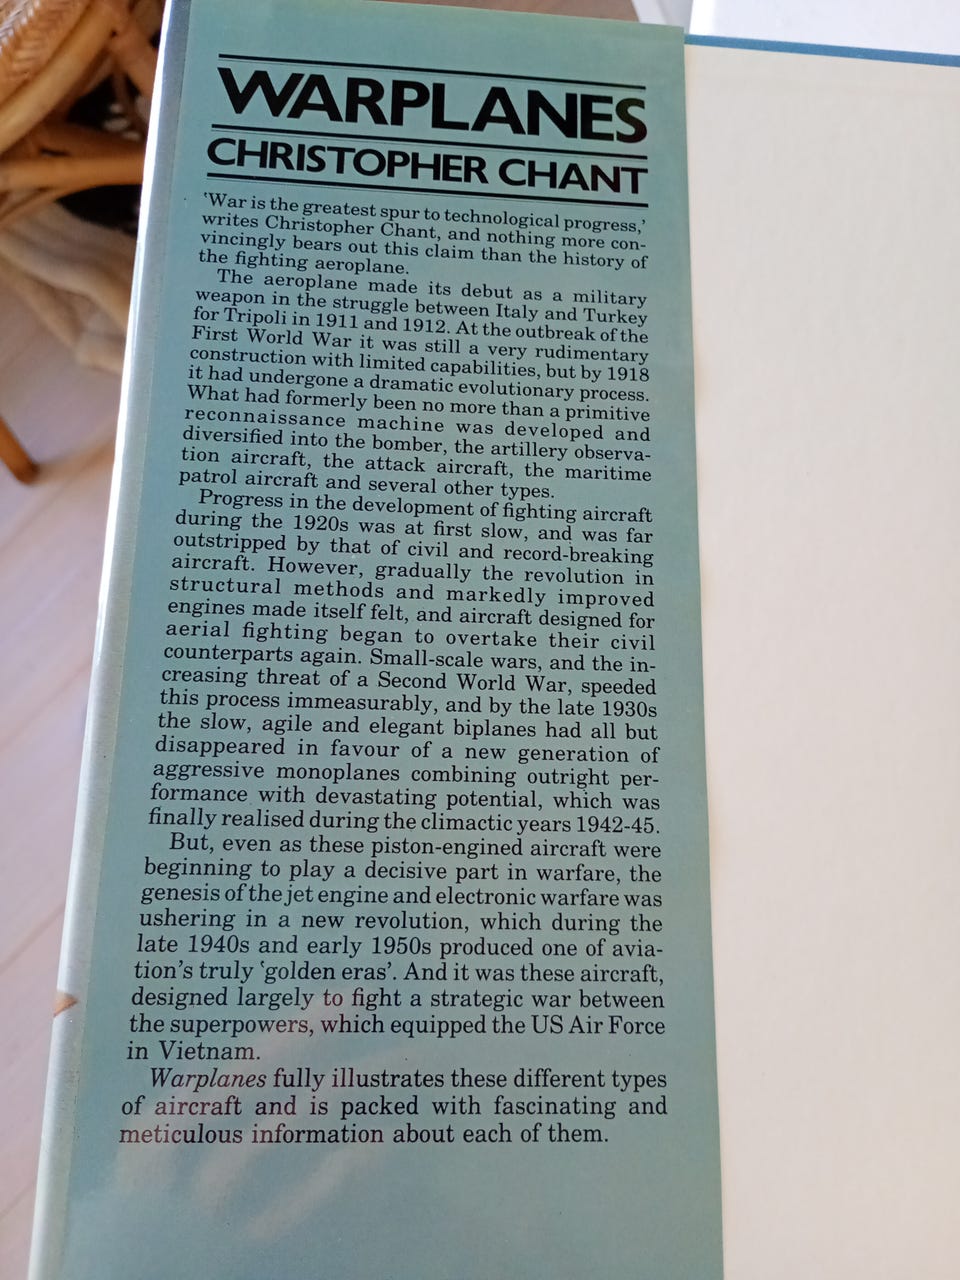 WARPLANES
CHRISTOPHER CHANT
‘War is the greatest spur to technological progress,’
writes Christopher Chant, and nothing more con-
vincingly bears out this claim than the history of
the fighting aeroplane.
The aeroplane made its debut as a military
weapon in the struggle between Italy and Turkey
for Tripoli in 1911 and 1912. At the outbreak of the
First World War it was still a very rudimentary
construction with limited capabilities, but by 1918
it had undergone a dramatic evolutionary process.
What had formerly been no more than a primitive
reconnaissance machine was developed and
diversified into the bomber, the artillery observa-
tion aircraft, the attack aircraft, the maritime
patrol aircraft and several other types.
Progress in the development of fighting aircraft
during the 1920s was at first slow, and was far
outstripped by that of civil and record-breaking
aircraft. However, gradually the revolution in
structural methods and markedly improved
engines made itself felt, and aircraft designed for
aerial fighting began to overtake their civil
counterparts again. Small-scale wars, and the in-
creasing threat of a Second World War, speeded
this process immeasurably, and by the late 1930s
the slow, agile and elegant biplanes had all but
disappeared in favour of a new generation of
aggressive monoplanes combining outright per-
formance with devastating potential, which was
finally realised during the climactic years 1942-45.
But, even as these piston-engined aircraft were
beginning to play a decisive part in warfare, the
genesis of the jet engine and electronic warfare was
ushering in a new revolution, which during the
late 1940s and early 1950s produced one of avia-
tion’s truly ‘golden eras’. And it was these aircraft,
designed largely to fight a strategic war between
the superpowers, which equipped the US Air Force
in Vietnam.
Warplanes fully illustrates these different types
of aircraft and is packed with fascinating and
meticulous information about each of them.